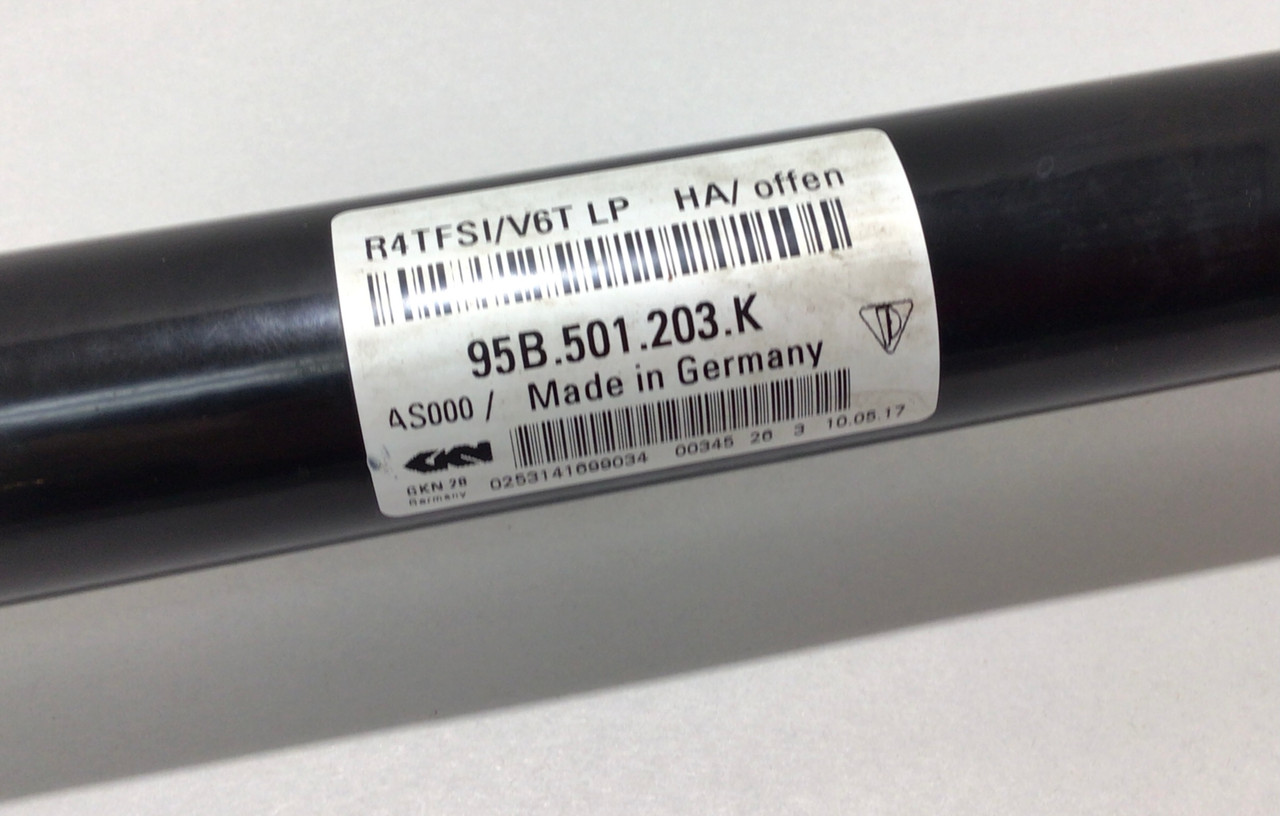 R4TFSI/V6T LP HA/ offen
95B.501.203.K
AS000 / Made in Germany
GKN
GKN 28
Germany
0253141699034 00345 26 3 10.05.17